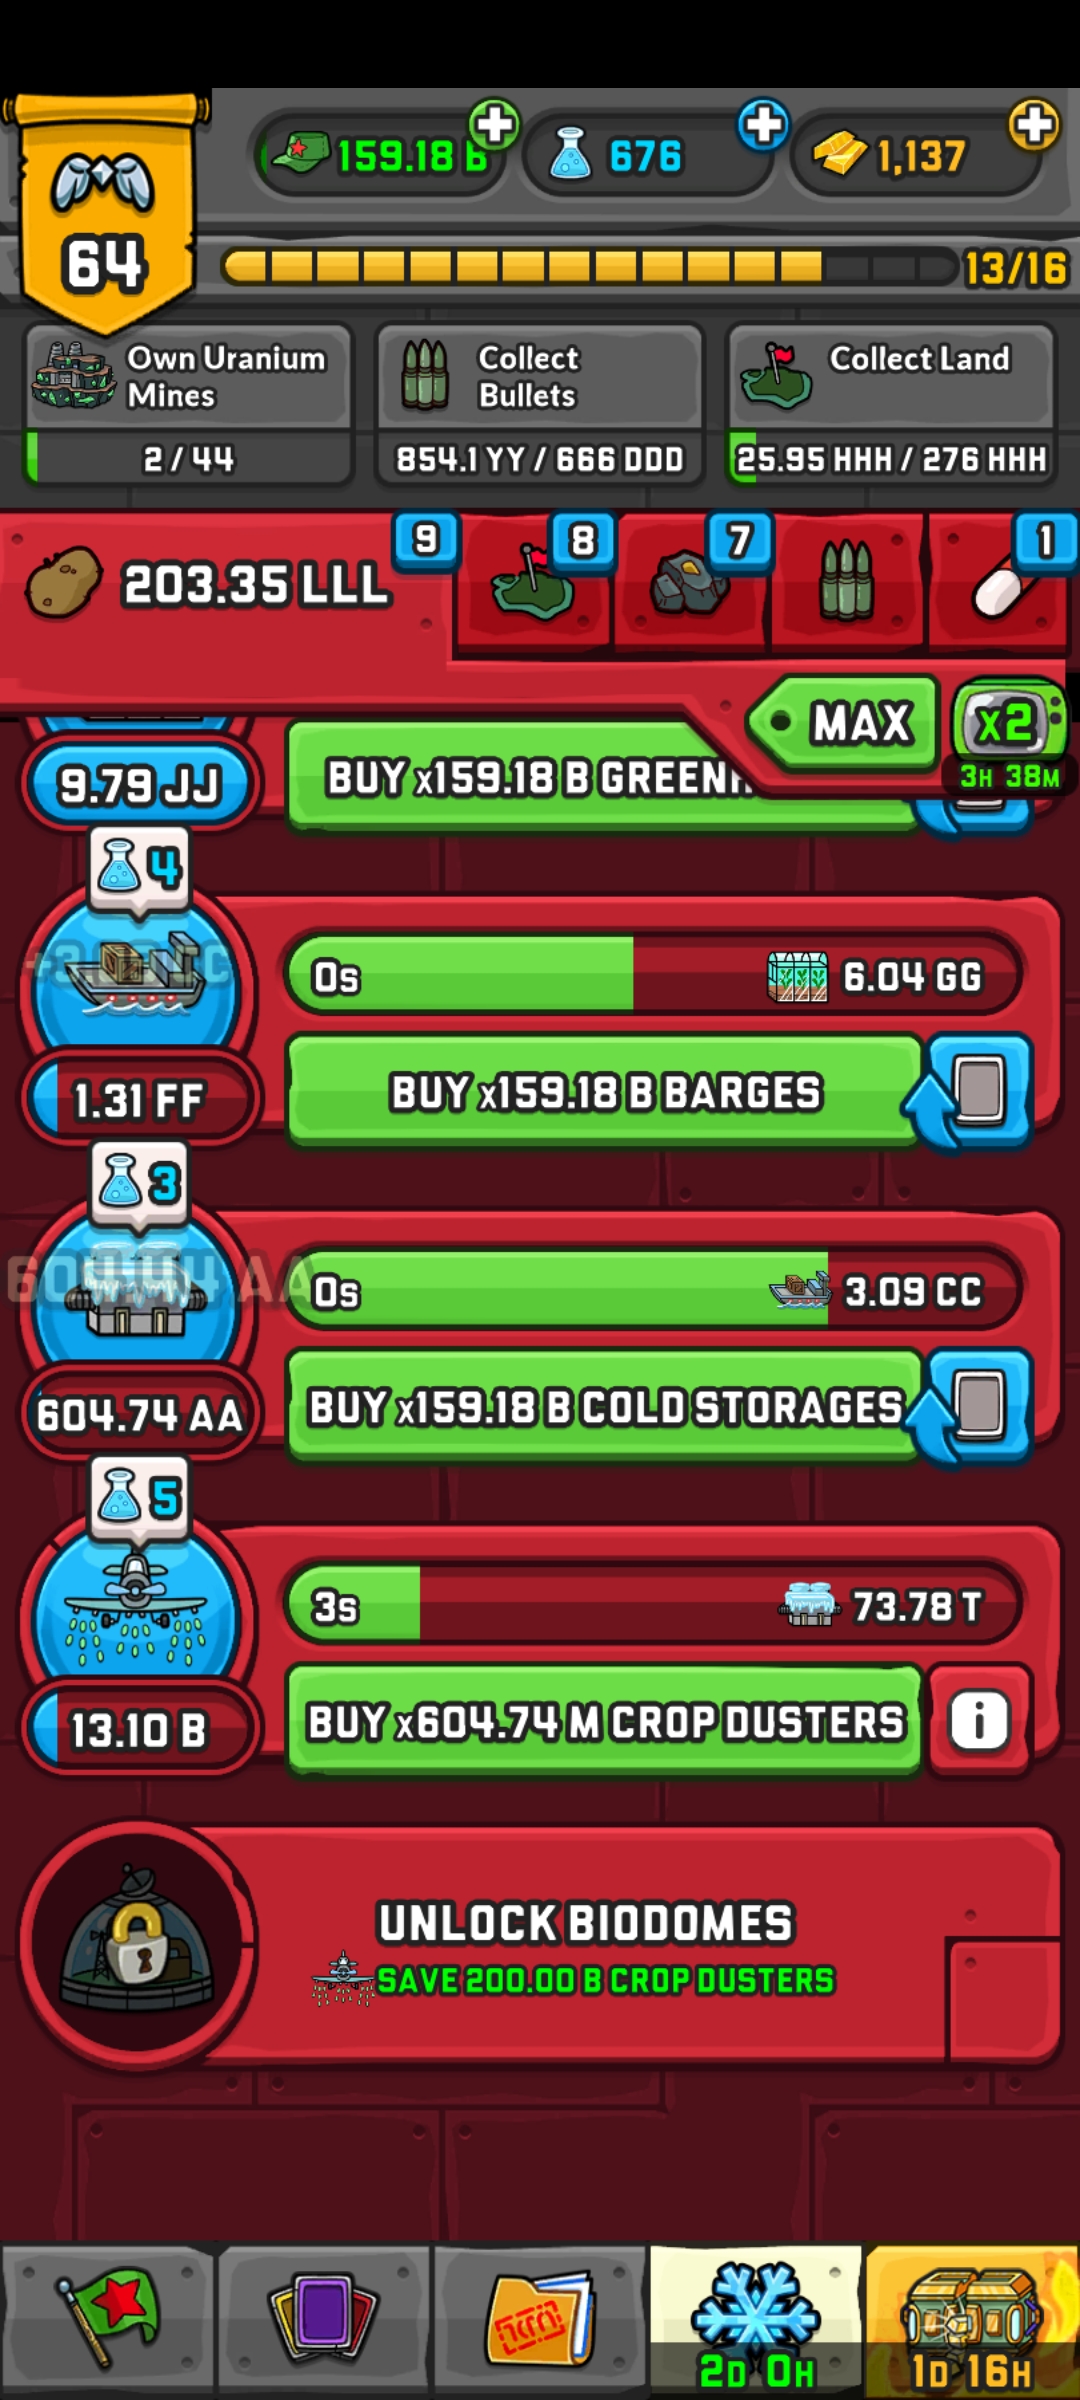 159.18 B
676
1,137
64
13/16
Own Uranium
Mines
2 / 44
Collect
Bullets
854.1 YY / 666 DDD
Collect Land
25.95 HHH / 276 HHH
203.35 LLL
9
8
7
1
MAX
x2
3H 38M
9.79 JJ
BUY x159.18 B
4
0s
6.04 GG
1.31 FF
BUY x159.18 B BARGES
3
604.74 AA
0s
3.09 CC
604.74 AA
BUY x159.18 B COLD STORAGES
5
3s
73.78 T
13.10 B
BUY x604.74 M CROP DUSTERS
i
UNLOCK BIODOMES
SAVE 200.00 B CROP DUSTERS
2D 0H
1D 16H